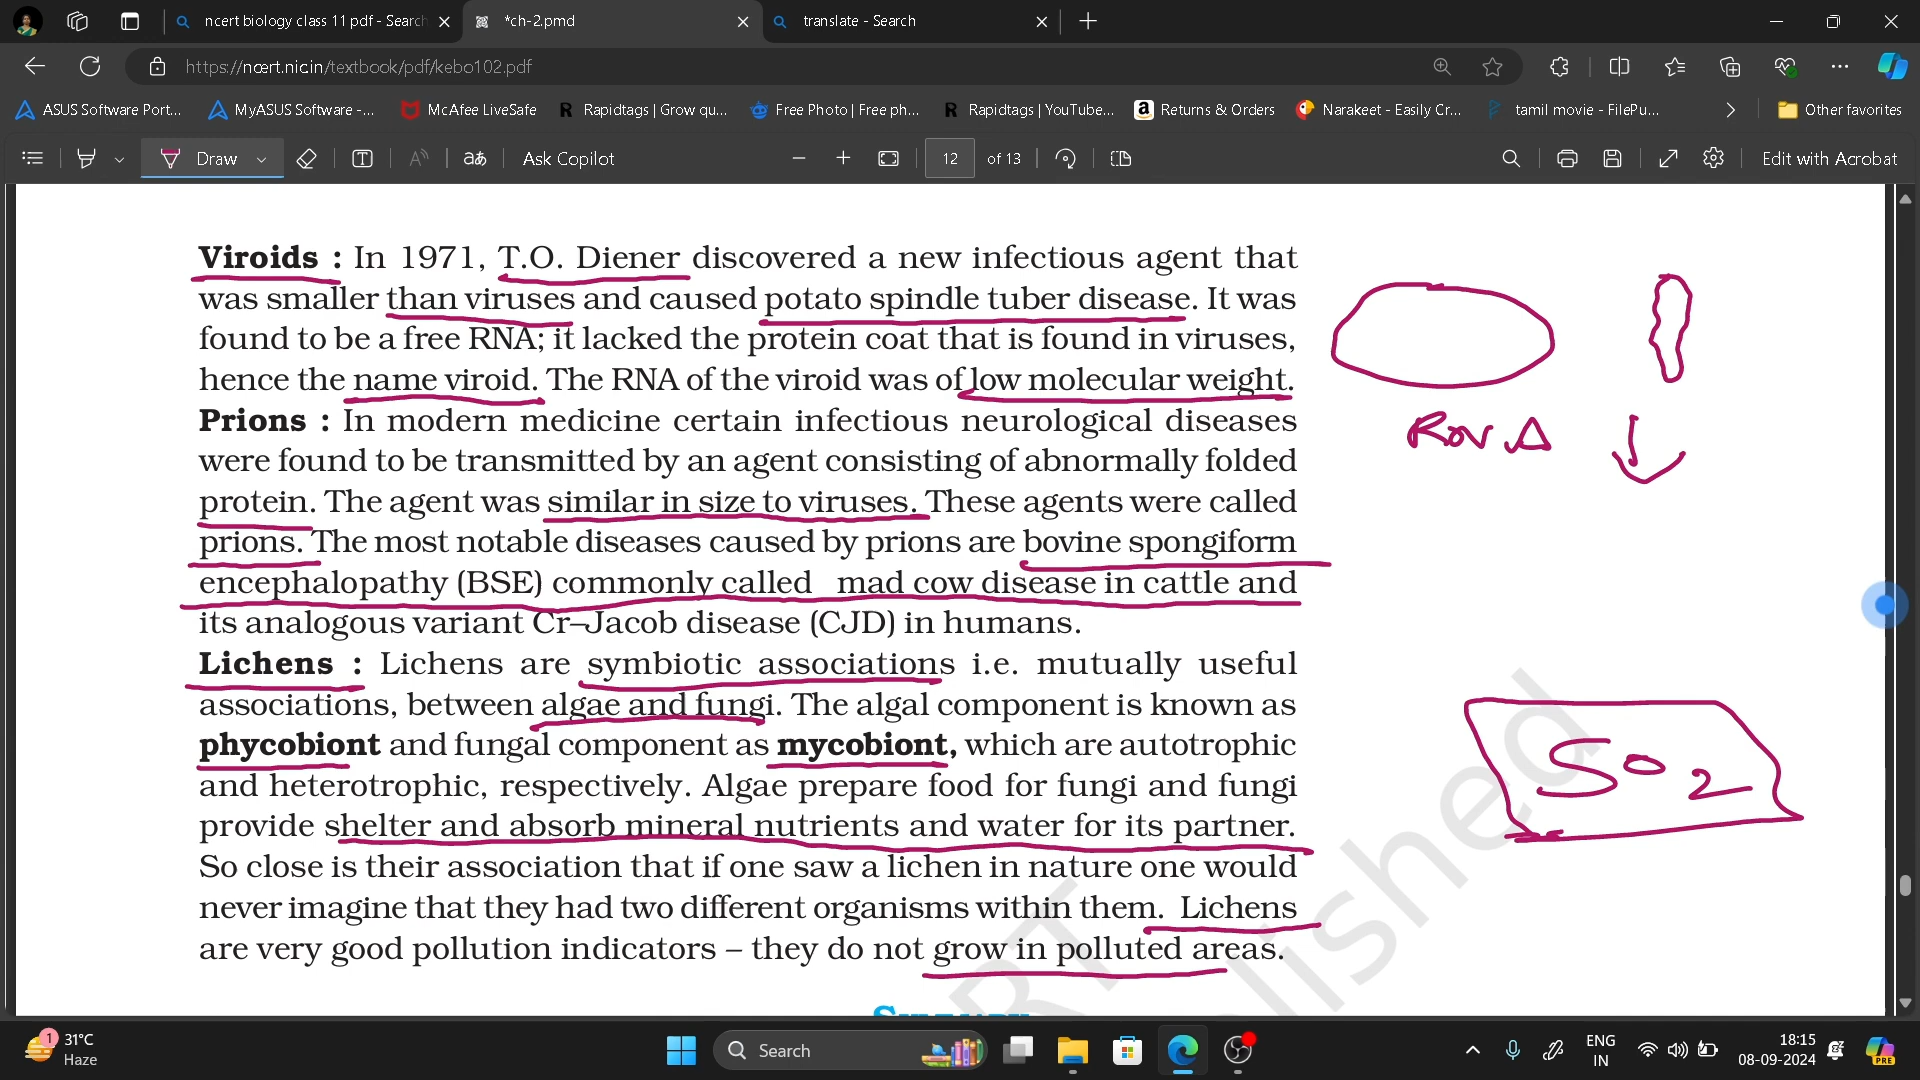 ncert biology class 11 pdf - Search
*ch-2.pmd
translate - Search
https://ncert.nic.in/textbook/pdf/kebo102.pdf
ASUS Software Port...
MyASUS Software -...
McAfee LiveSafe
Rapidtags | Grow qu...
Free Photo | Free ph...
Rapidtags | YouTube...
Returns & Orders
Narakeet - Easily Cr...
tamil movie - FilePu...
Other favorites
Draw
Ask Copilot
12 of 13
Edit with Acrobat
Viroids : In 1971, T.O. Diener discovered a new infectious agent that
was smaller than viruses and caused potato spindle tuber disease. It was
found to be a free RNA; it lacked the protein coat that is found in viruses,
hence the name viroid. The RNA of the viroid was of low molecular weight.
Prions : In modern medicine certain infectious neurological diseases
were found to be transmitted by an agent consisting of abnormally folded
protein. The agent was similar in size to viruses. These agents were called
prions. The most notable diseases caused by prions are bovine spongiform
encephalopathy (BSE) commonly called mad cow disease in cattle and
its analogous variant Cr–Jacob disease (CJD) in humans.
Lichens : Lichens are symbiotic associations i.e. mutually useful
associations, between algae and fungi. The algal component is known as
phycobiont and fungal component as mycobiont, which are autotrophic
and heterotrophic, respectively. Algae prepare food for fungi and fungi
provide shelter and absorb mineral nutrients and water for its partner.
So close is their association that if one saw a lichen in nature one would
never imagine that they had two different organisms within them. Lichens
are very good pollution indicators – they do not grow in polluted areas.
So2
31°C
Haze
Search
ENG
IN
18:15
08-09-2024
PRE